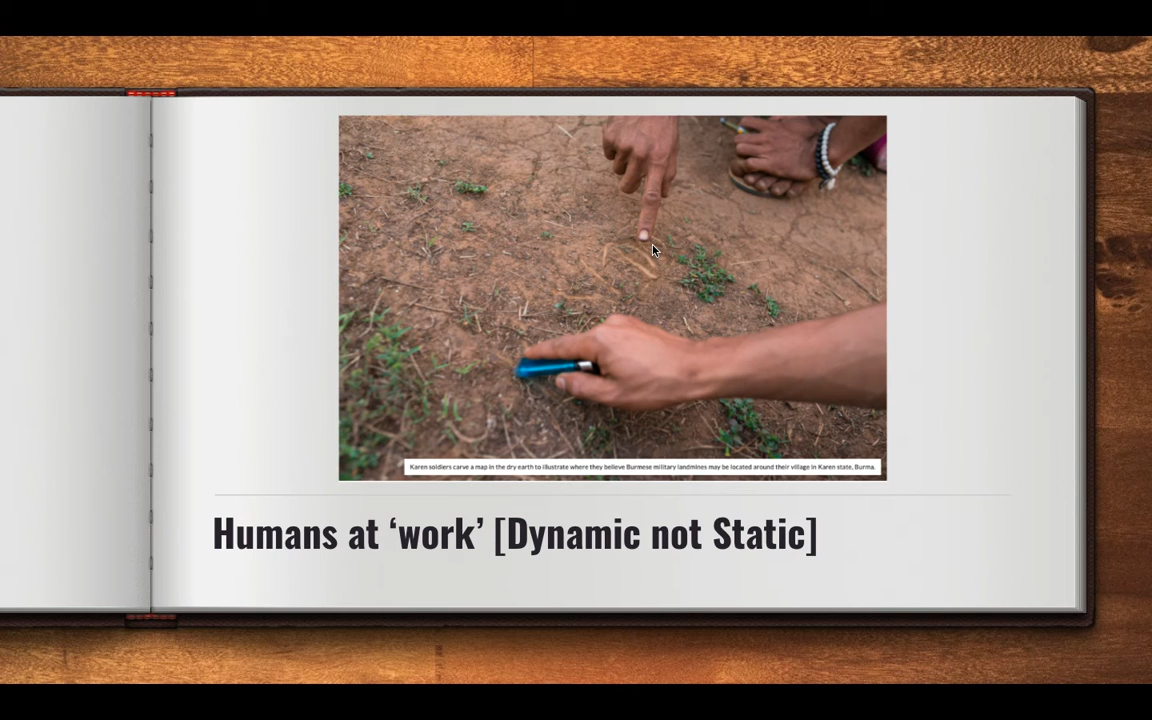 Karen soldiers carve a map in the dry earth to illustrate where they believe Burmese military landmines may be located around their village in Karen state, Burma.
Humans at ‘work’ [Dynamic not Static]